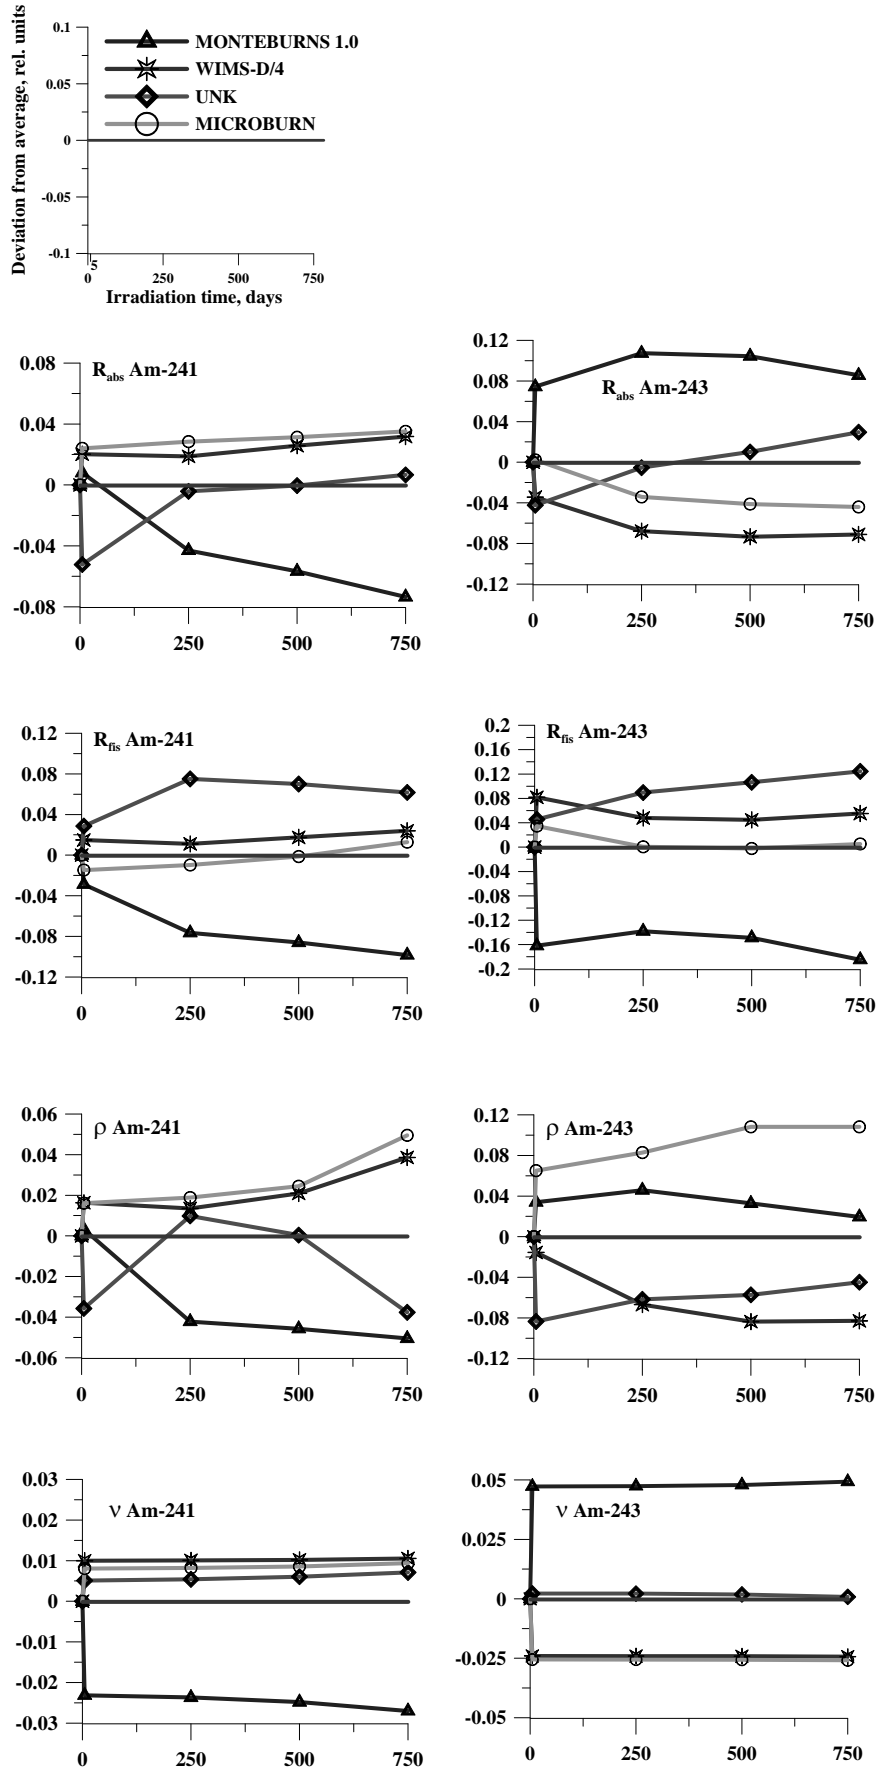 Deviation from average, rel. units
0.1
0.05
0
-0.05
-0.1
MONTEBURNS 1.0
WIMS-D/4
UNK
MICROBURN
0 5 250 500 750
Irradiation time, days
R_abs Am-241
0.08
0.04
0
-0.04
-0.08
0 250 500 750
R_abs Am-243
0.12
0.08
0.04
0
-0.04
-0.08
-0.12
0 250 500 750
R_fis Am-241
0.12
0.08
0.04
0
-0.04
-0.08
-0.12
0 250 500 750
R_fis Am-243
0.2
0.16
0.12
0.08
0.04
0
-0.04
-0.08
-0.12
-0.16
-0.2
0 250 500 750
ρ Am-241
0.06
0.04
0.02
0
-0.02
-0.04
-0.06
0 250 500 750
ρ Am-243
0.12
0.08
0.04
0
-0.04
-0.08
-0.12
0 250 500 750
ν Am-241
0.03
0.02
0.01
0
-0.01
-0.02
-0.03
0 250 500 750
ν Am-243
0.05
0.025
0
-0.025
-0.05
0 250 500 750